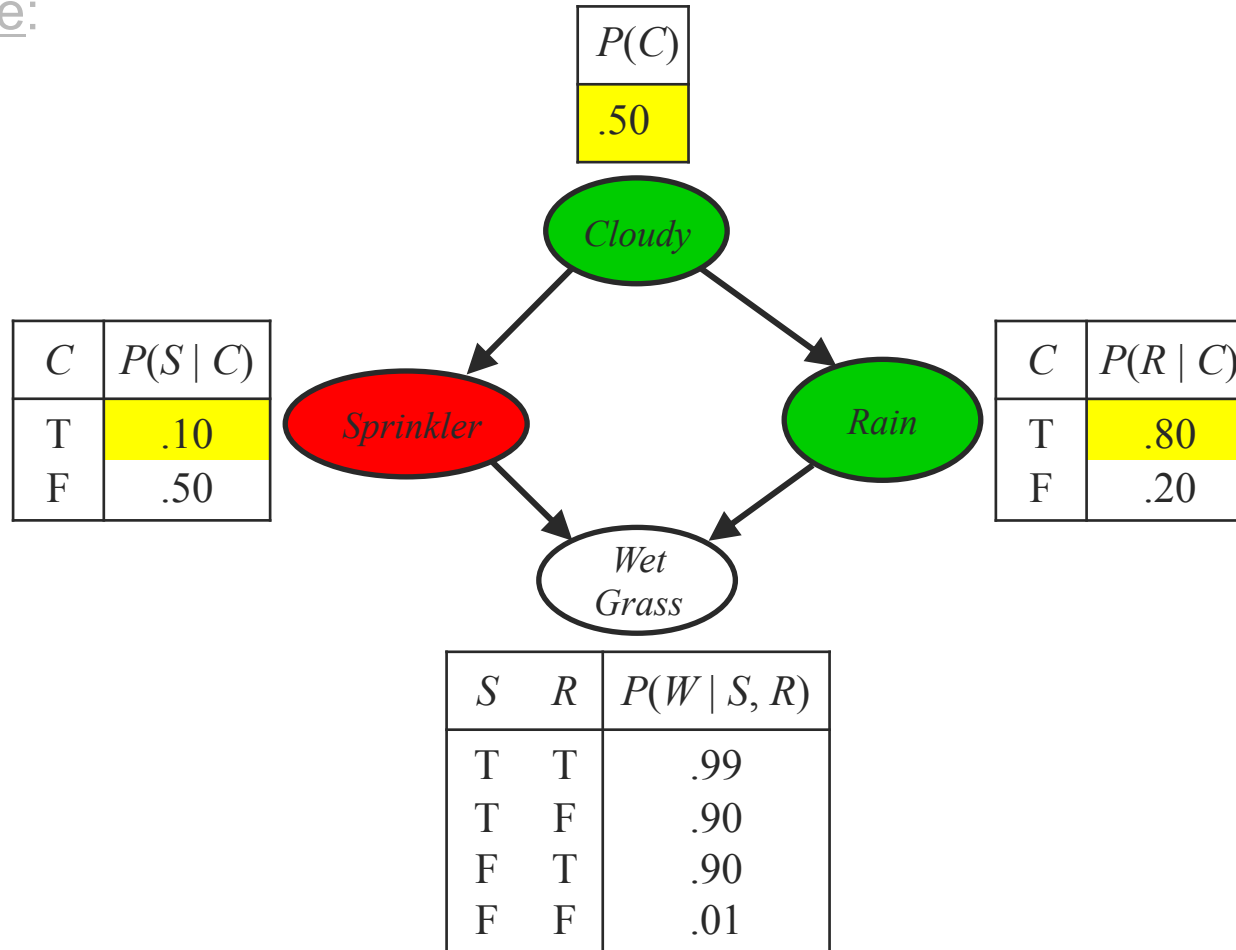 e:
P(C)
.50
Cloudy
C P(S | C)
T .10
F .50
Sprinkler
Rain
C P(R | C)
T .80
F .20
Wet
Grass
S R P(W | S, R)
T T .99
T F .90
F T .90
F F .01